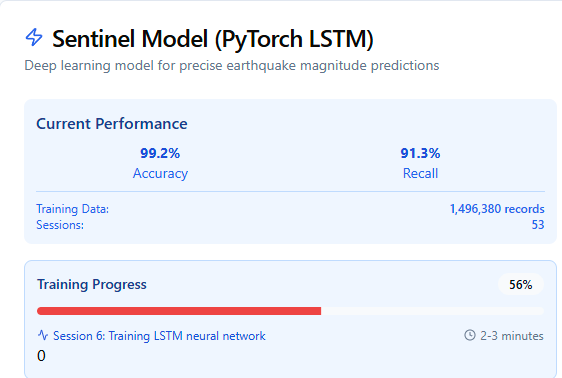 Sentinel Model (PyTorch LSTM)
Deep learning model for precise earthquake magnitude predictions
Current Performance
99.2% 91.3%
Accuracy Recall
Training Data: 1,496,380 records
Sessions: 53
Training Progress 56%
Session 6: Training LSTM neural network 2-3 minutes
0